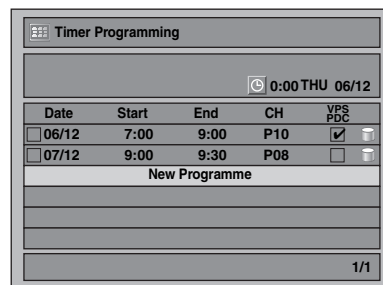 Timer Programming
0:00 THU 06/12
Date Start End CH VPS PDC
06/12 7:00 9:00 P10
07/12 9:00 9:30 P08
New Programme
1/1